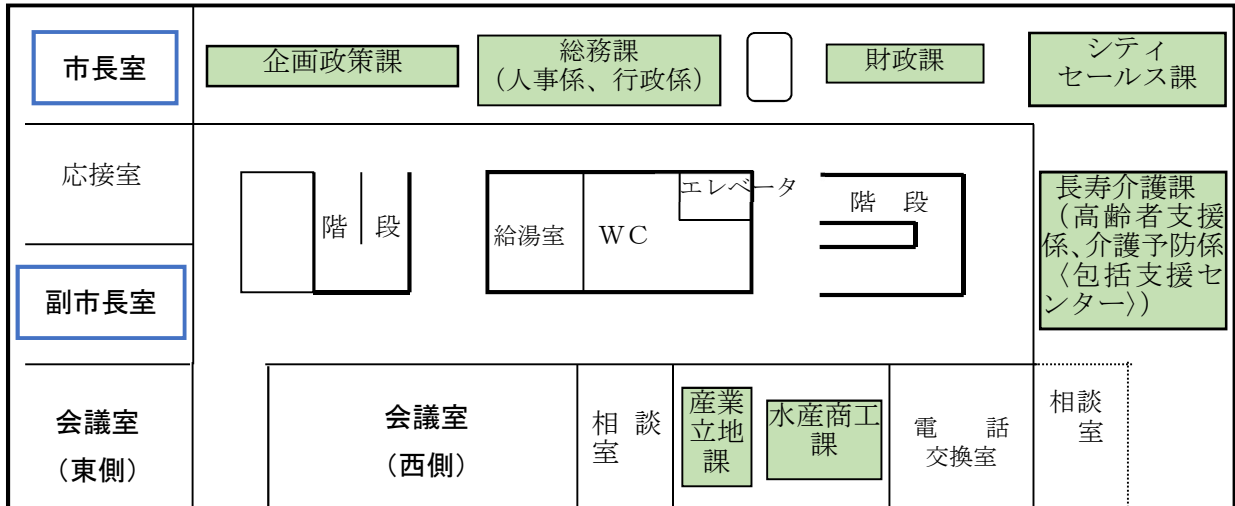 市長室
企画政策課
総務課
（人事係、行政係）
財政課
シティ
セールス課
応接室
階 段
給湯室
WC
エレベータ
階 段
長寿介護課
（高齢者支援
係、介護予防係
〈包括支援セ
ンター〉）
副市長室
会議室
（東側）
会議室
（西側）
相 談
室
産業
立地
課
水産商工
課
電 話
交換室
相談
室